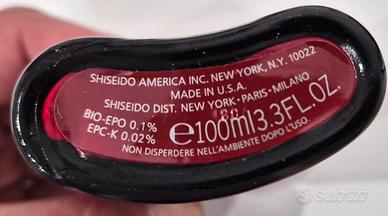 SHISEIDO AMERICA INC. NEW YORK, N.Y. 10022
MADE IN U.S.A.
SHISEIDO DIST. NEW YORK·PARIS·MILANO
BIO-EPO 0.1%
EPC-K 0.02%
℮100ml3.3FL.OZ.
NON DISPERDERE NELL'AMBIENTE DOPO L'USO.
subito